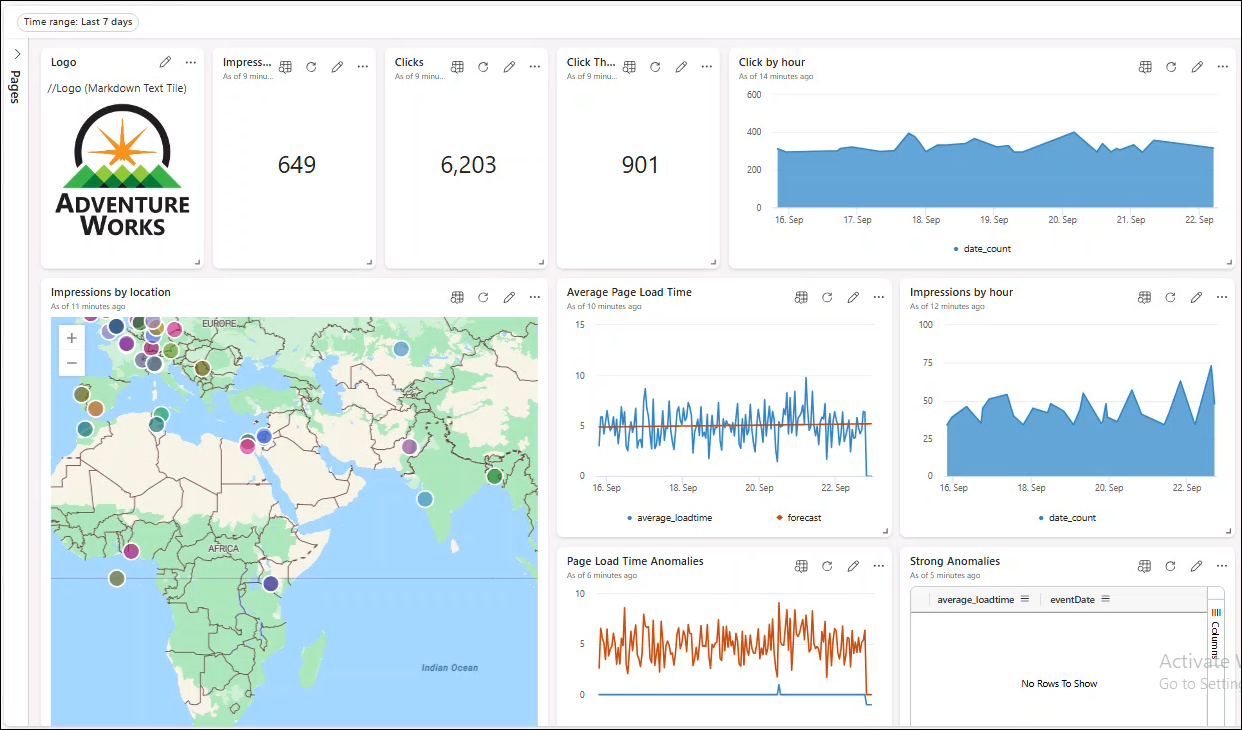 Time range: Last 7 days
Pages
Logo
//Logo (Markdown Text Tile)
ADVENTURE
WORKS
Impress...
As of 9 minu...
649
Clicks
As of 9 minu...
6,203
Click Th...
As of 9 minu...
901
Click by hour
As of 14 minutes ago
600
400
200
0
16. Sep 17. Sep 18. Sep 19. Sep 20. Sep 21. Sep 22. Sep
date_count
Impressions by location
As of 11 minutes ago
+
−
EUROPE
AFRICA
Indian Ocean
Average Page Load Time
As of 10 minutes ago
15
10
5
0
16. Sep 18. Sep 20. Sep 22. Sep
average_loadtime forecast
Impressions by hour
As of 12 minutes ago
100
75
50
25
0
16. Sep 18. Sep 20. Sep 22. Sep
date_count
Page Load Time Anomalies
As of 6 minutes ago
10
5
0
Strong Anomalies
As of 5 minutes ago
average_loadtime eventDate
Columns
No Rows To Show
Activate W
Go to Setting